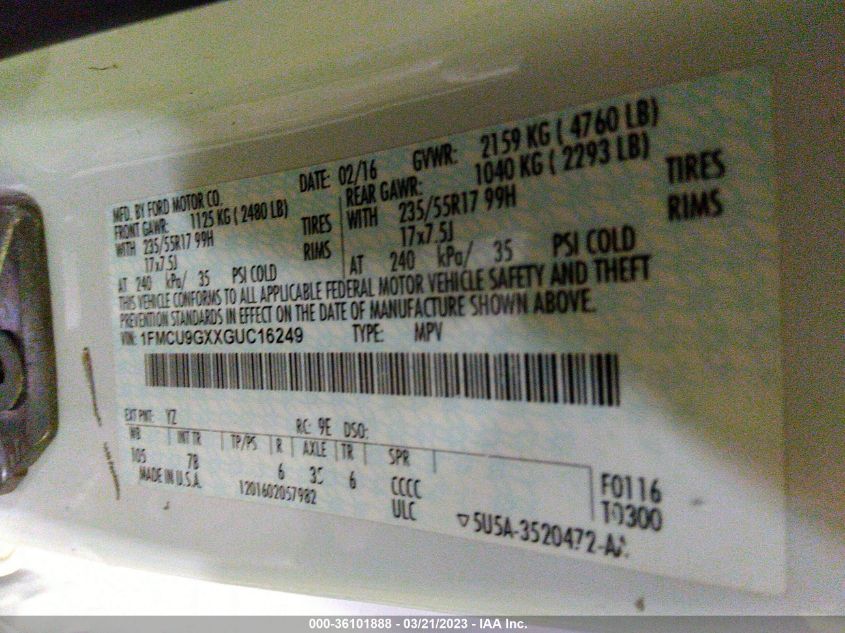 MFD. BY FORD MOTOR CO.
DATE: 02/16 GVWR: 2159 KG ( 4760 LB)
FRONT GAWR: 1125 KG ( 2480 LB)
WITH 235/55R17 99H TIRES
17x7.5J RIMS
AT 240 kPa/ 35 PSI COLD
REAR GAWR: 1040 KG ( 2293 LB)
WITH 235/55R17 99H TIRES
17x7.5J RIMS
AT 240 kPa/ 35 PSI COLD
THIS VEHICLE CONFORMS TO ALL APPLICABLE FEDERAL MOTOR VEHICLE SAFETY AND THEFT
PREVENTION STANDARDS IN EFFECT ON THE DATE OF MANUFACTURE SHOWN ABOVE.
VIN: 1FMCU9GXXGUC16249 TYPE: MPV
EXT PNT: YZ RC: 9E DSO:
WB INT TR TP/PS R AXLE TR SPR
105 7B 6 6 CCCC F0116
MADE IN U.S.A. 1201602057982 ULC T0300
▽5U5A-3520472-AA
000-36101888 - 03/21/2023 - IAA Inc.